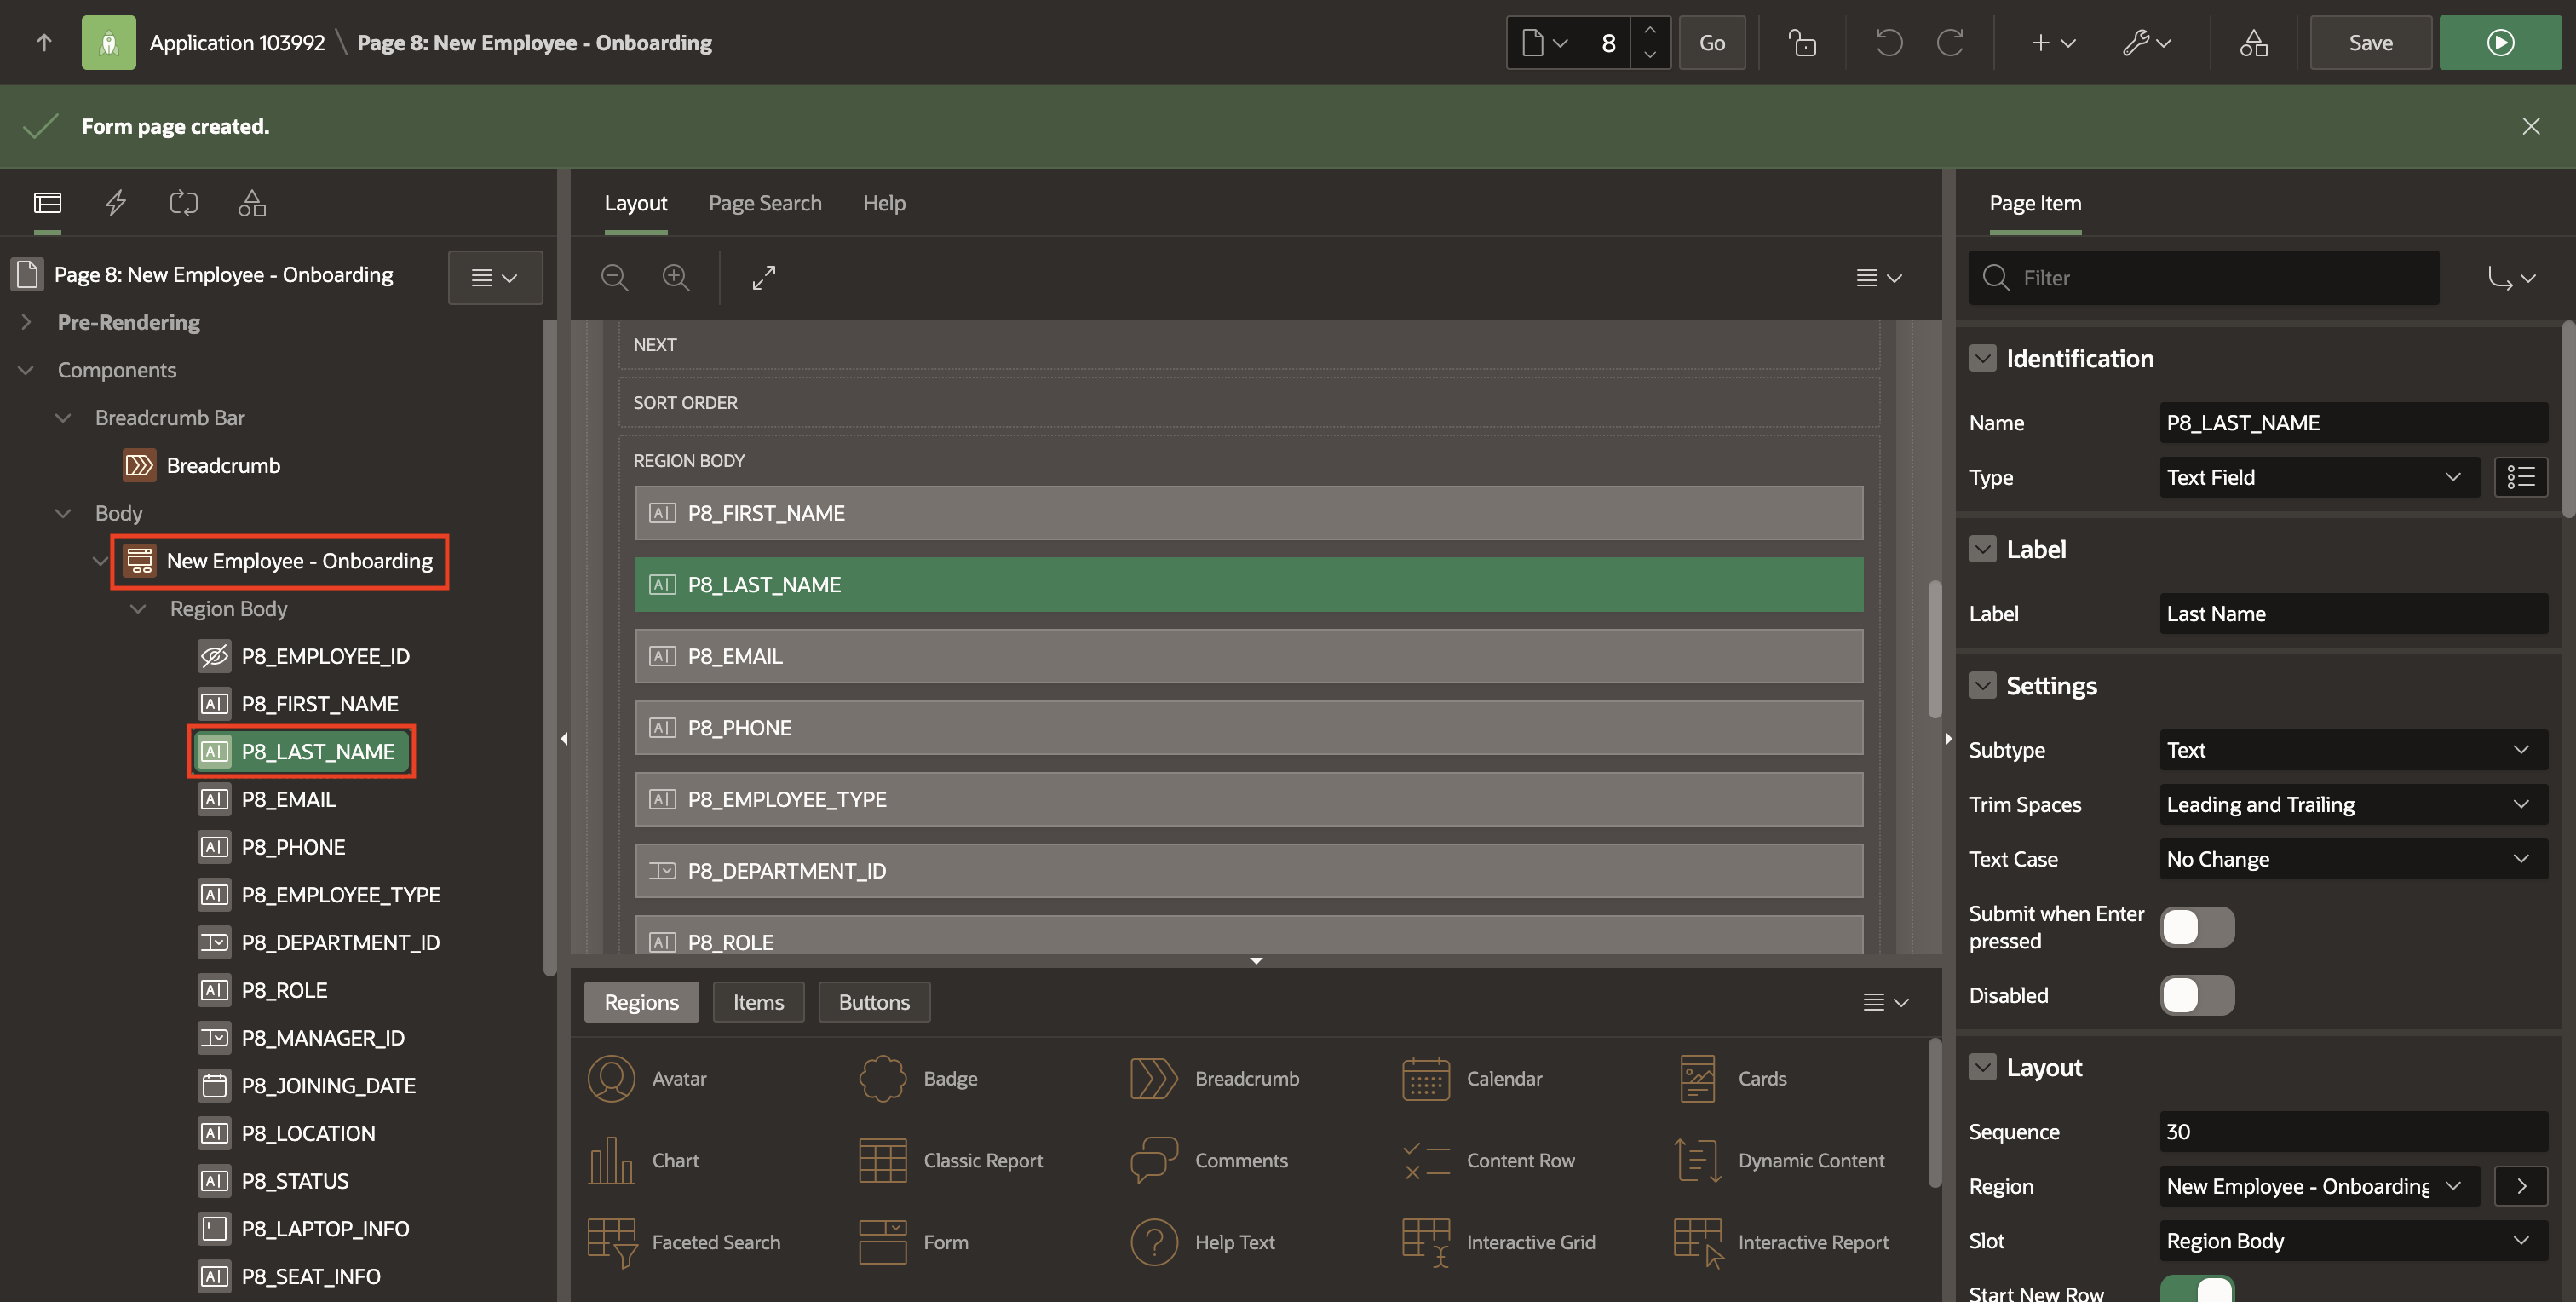 Application 103992 \ Page 8: New Employee - Onboarding
8
Go
Save
Form page created.
Layout
Page Search
Help
Page Item
Page 8: New Employee - Onboarding
Pre-Rendering
Components
Breadcrumb Bar
Breadcrumb
Body
New Employee - Onboarding
Region Body
P8_EMPLOYEE_ID
P8_FIRST_NAME
P8_LAST_NAME
P8_EMAIL
P8_PHONE
P8_EMPLOYEE_TYPE
P8_DEPARTMENT_ID
P8_ROLE
P8_MANAGER_ID
P8_JOINING_DATE
P8_LOCATION
P8_STATUS
P8_LAPTOP_INFO
P8_SEAT_INFO
NEXT
SORT ORDER
REGION BODY
P8_FIRST_NAME
P8_LAST_NAME
P8_EMAIL
P8_PHONE
P8_EMPLOYEE_TYPE
P8_DEPARTMENT_ID
P8_ROLE
Regions
Items
Buttons
Avatar
Badge
Breadcrumb
Calendar
Cards
Chart
Classic Report
Comments
Content Row
Dynamic Content
Faceted Search
Form
Help Text
Interactive Grid
Interactive Report
Filter
Identification
Name P8_LAST_NAME
Type Text Field
Label
Label Last Name
Settings
Subtype Text
Trim Spaces Leading and Trailing
Text Case No Change
Submit when Enter
pressed
Disabled
Layout
Sequence 30
Region New Employee - Onboarding
Slot Region Body
Start New Row